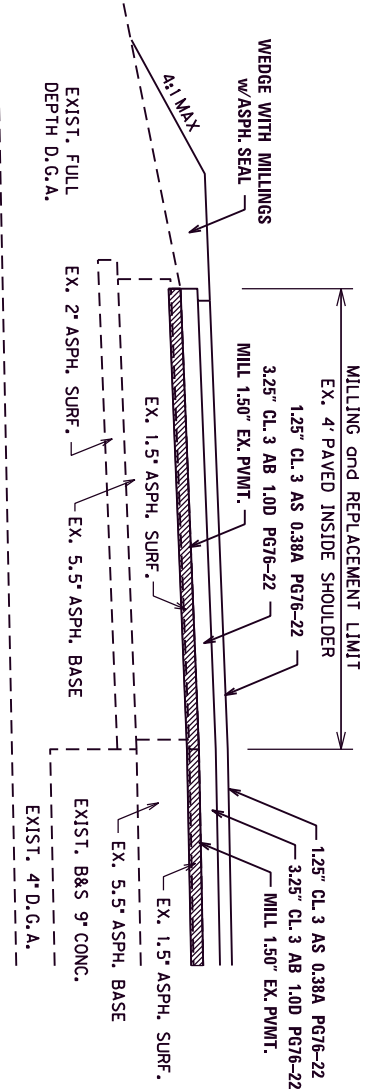 MILLING and REPLACEMENT LIMIT
EX. 4' PAVED INSIDE SHOULDER
WEDGE WITH MILLINGS
w/ASPH. SEAL
4:1 MAX
1.25" CL. 3 AS 0.38A PG76-22
3.25" CL. 3 AB 1.0D PG76-22
MILL 1.50" EX. PVMT.
1.25" CL. 3 AS 0.38A PG76-22
3.25" CL. 3 AB 1.0D PG76-22
MILL 1.50" EX. PVMT.
EX. 1.5" ASPH. SURF.
EX. 1.5" ASPH. SURF.
EXIST. FULL
DEPTH D.G.A.
EX. 2" ASPH. SURF.
EX. 5.5" ASPH. BASE
EX. 5.5" ASPH. BASE
EXIST. B&S 9" CONC.
EXIST. 4" D.G.A.